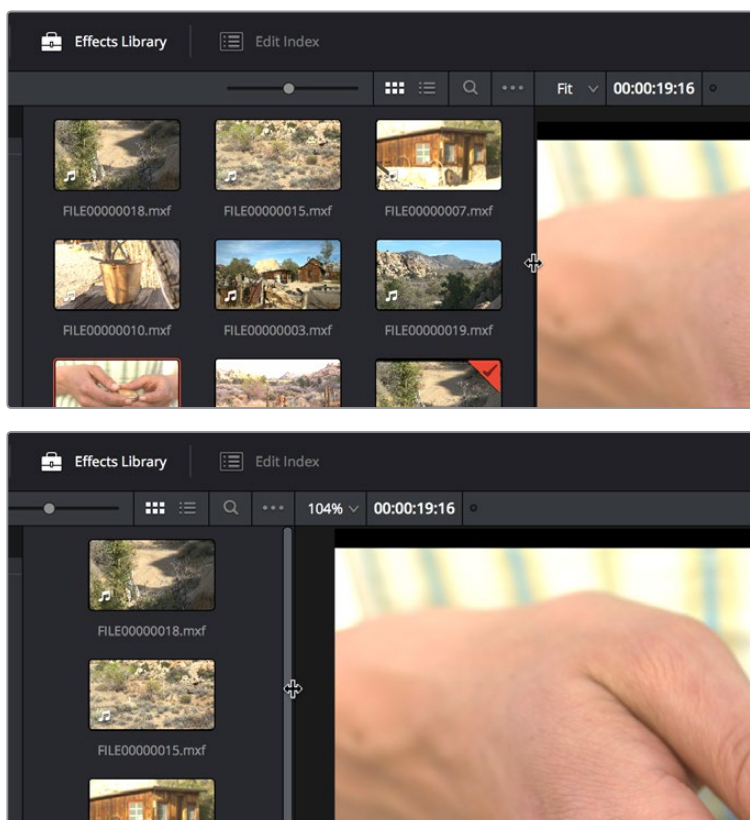 Effects Library Edit Index
Fit 00:00:19:16
FILE00000018.mxf FILE00000015.mxf FILE00000007.mxf
FILE00000010.mxf FILE00000003.mxf FILE00000019.mxf
Effects Library Edit Index
104% 00:00:19:16
FILE00000018.mxf
FILE00000015.mxf